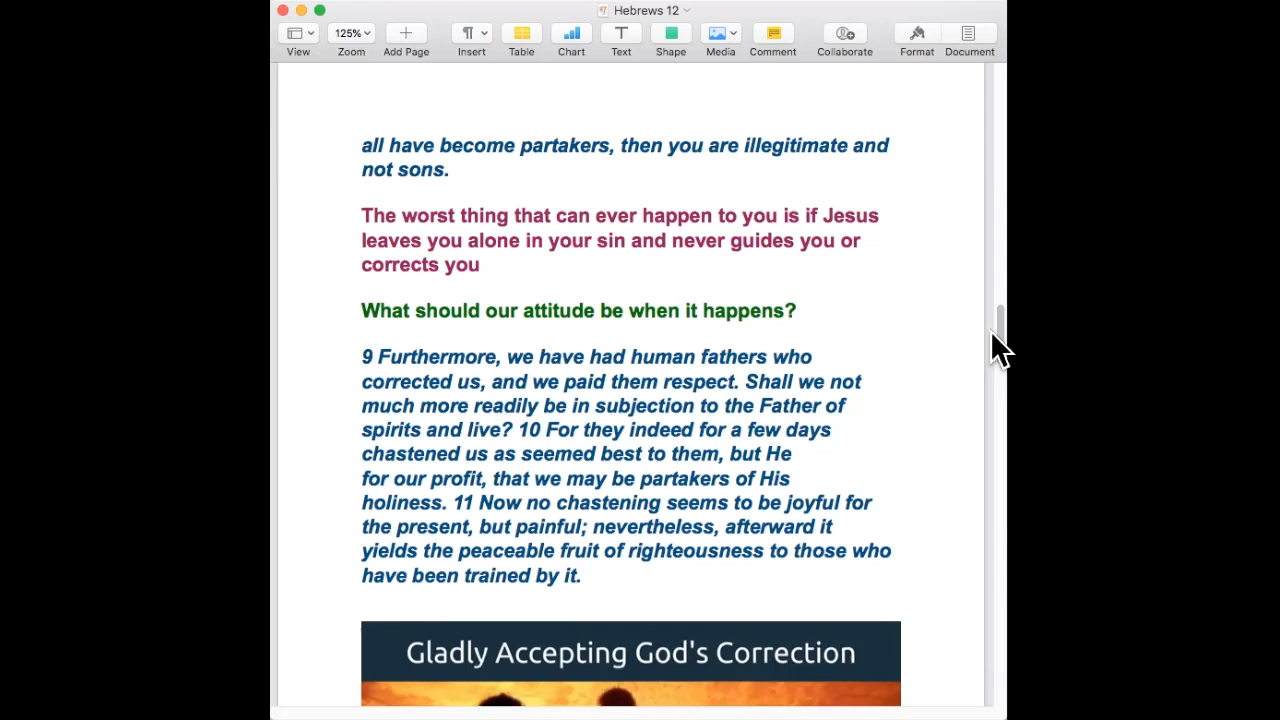 Hebrews 12
125%
View
Zoom
Add Page
Insert
Table
Chart
Text
Shape
Media
Comment
Collaborate
Format
Document
all have become partakers, then you are illegitimate and
not sons.
The worst thing that can ever happen to you is if Jesus
leaves you alone in your sin and never guides you or
corrects you
What should our attitude be when it happens?
9 Furthermore, we have had human fathers who
corrected us, and we paid them respect. Shall we not
much more readily be in subjection to the Father of
spirits and live? 10 For they indeed for a few days
chastened us as seemed best to them, but He
for our profit, that we may be partakers of His
holiness. 11 Now no chastening seems to be joyful for
the present, but painful; nevertheless, afterward it
yields the peaceable fruit of righteousness to those who
have been trained by it.
Gladly Accepting God's Correction